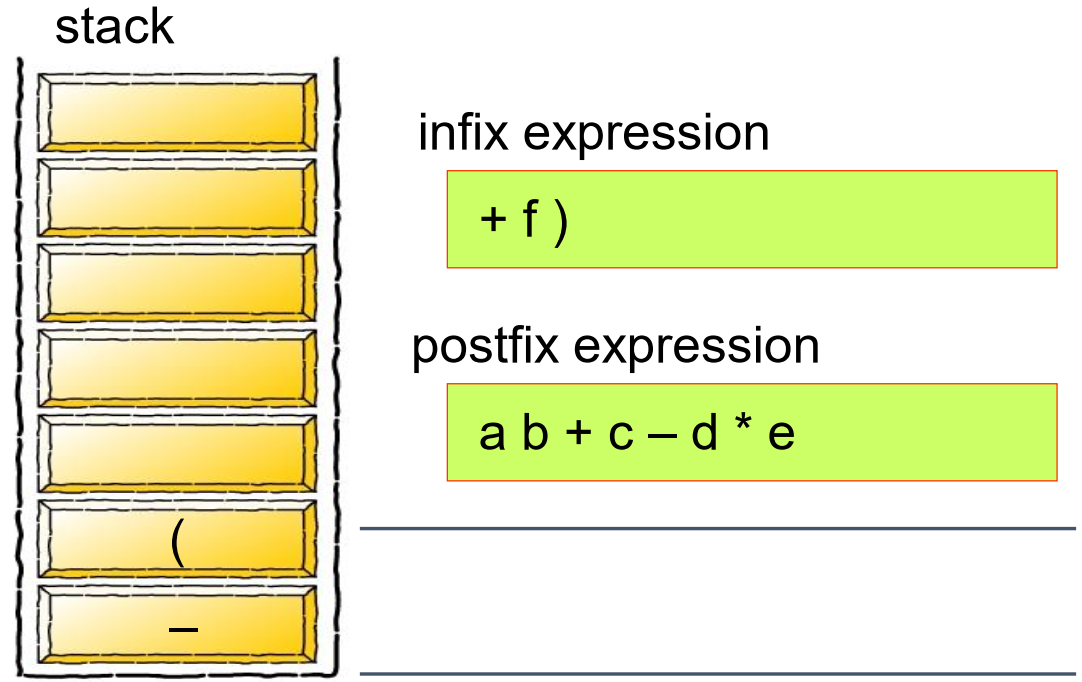 stack
infix expression
+ f )
postfix expression
a b + c – d * e
(
–